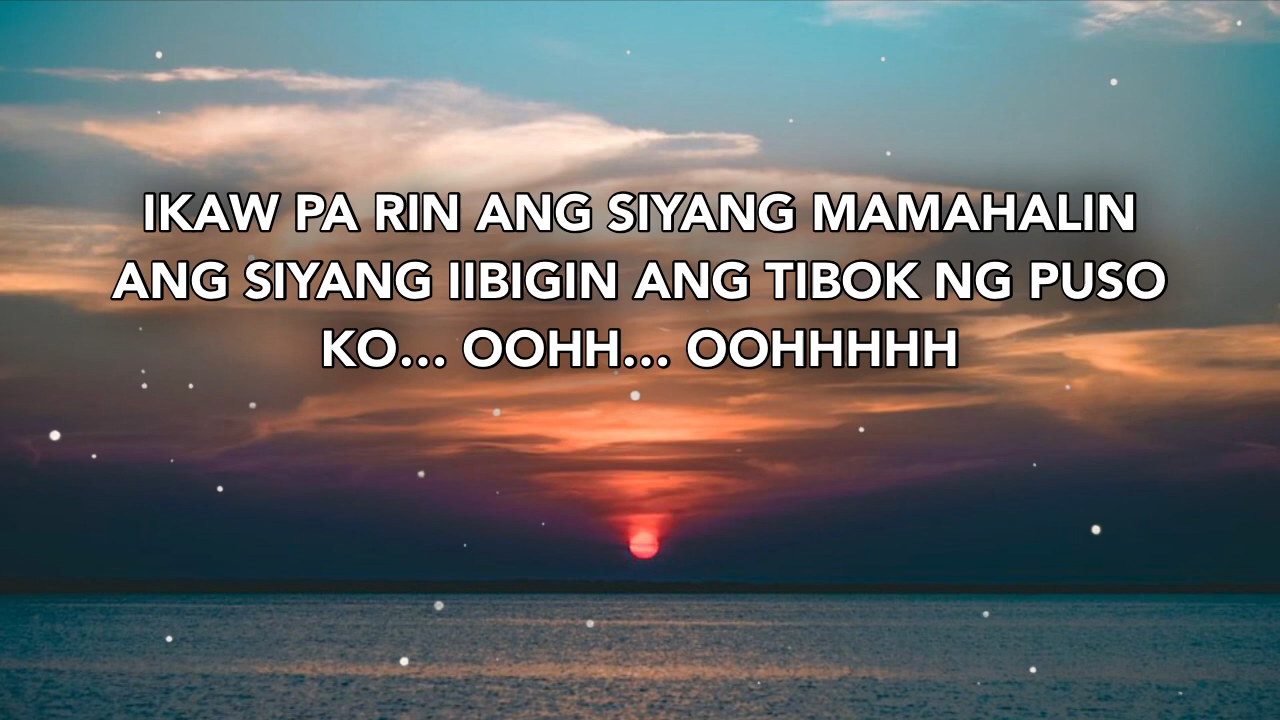 IKAW PA RIN ANG SIYANG MAMAHALIN
ANG SIYANG IIBIGIN ANG TIBOK NG PUSO
KO... OOHH... OOHHHHH